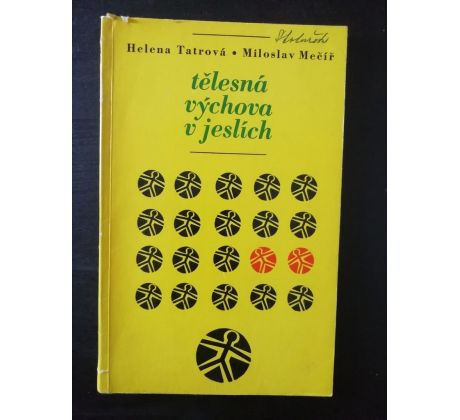 Helena Tatrová • Miloslav Mečíř
tělesná
výchova
v jeslích